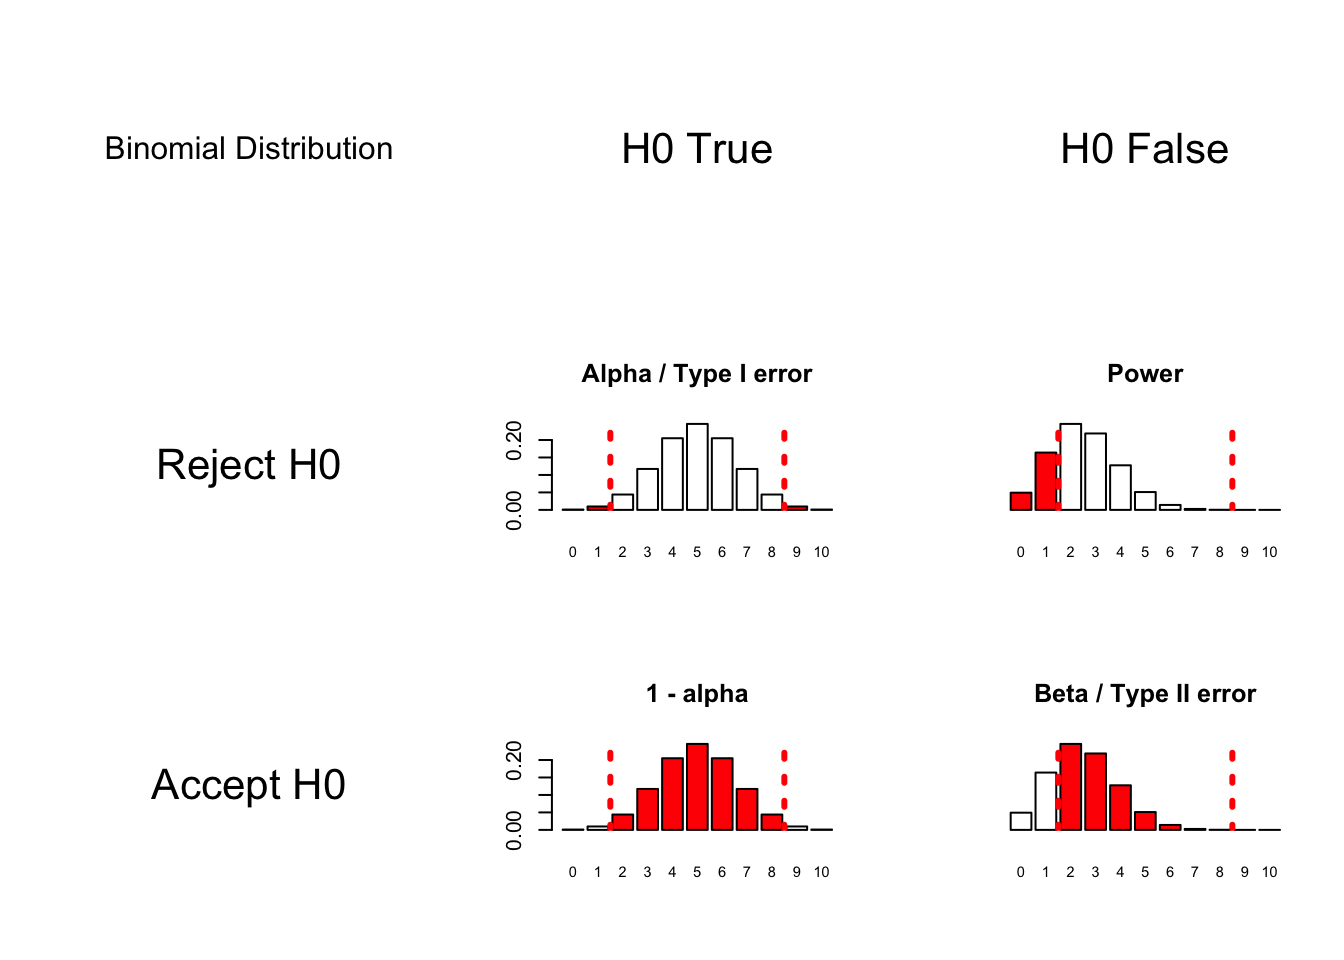 Binomial Distribution
H0 True
H0 False
Reject H0
Alpha / Type I error
0.00 0.20
0 1 2 3 4 5 6 7 8 9 10
Power
0 1 2 3 4 5 6 7 8 9 10
Accept H0
1 - alpha
0.00 0.20
0 1 2 3 4 5 6 7 8 9 10
Beta / Type II error
0 1 2 3 4 5 6 7 8 9 10